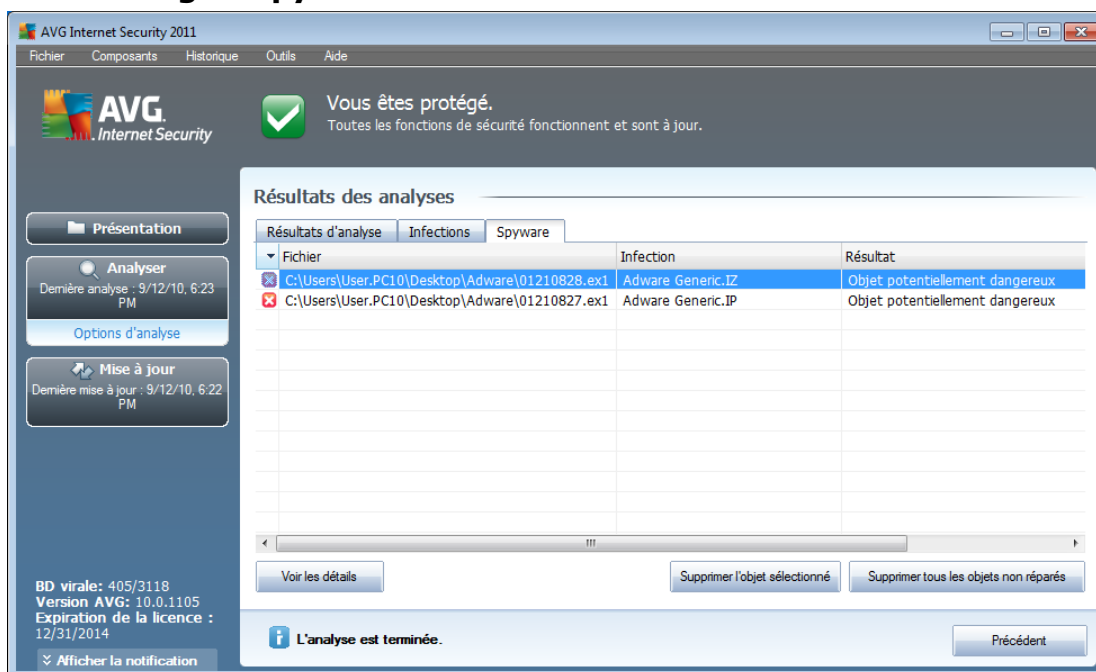 AVG Internet Security 2011
Fichier Composants Historique Outils Aide
AVG.
Internet Security
Vous êtes protégé.
Toutes les fonctions de sécurité fonctionnent et sont à jour.
Présentation
Analyser
Dernière analyse : 9/12/10, 6:23
PM
Options d'analyse
Mise à jour
Dernière mise à jour : 9/12/10, 6:22
PM
BD virale: 405/3118
Version AVG: 10.0.1105
Expiration de la licence :
12/31/2014
Afficher la notification
Résultats des analyses
Résultats d'analyse Infections Spyware
Fichier Infection Résultat
C:\Users\User.PC10\Desktop\Adware\01210828.ex1 Adware Generic.IZ Objet potentiellement dangereux
C:\Users\User.PC10\Desktop\Adware\01210827.ex1 Adware Generic.IP Objet potentiellement dangereux
Voir les détails Supprimer l'objet sélectionné Supprimer tous les objets non réparés
L'analyse est terminée.
Précédent